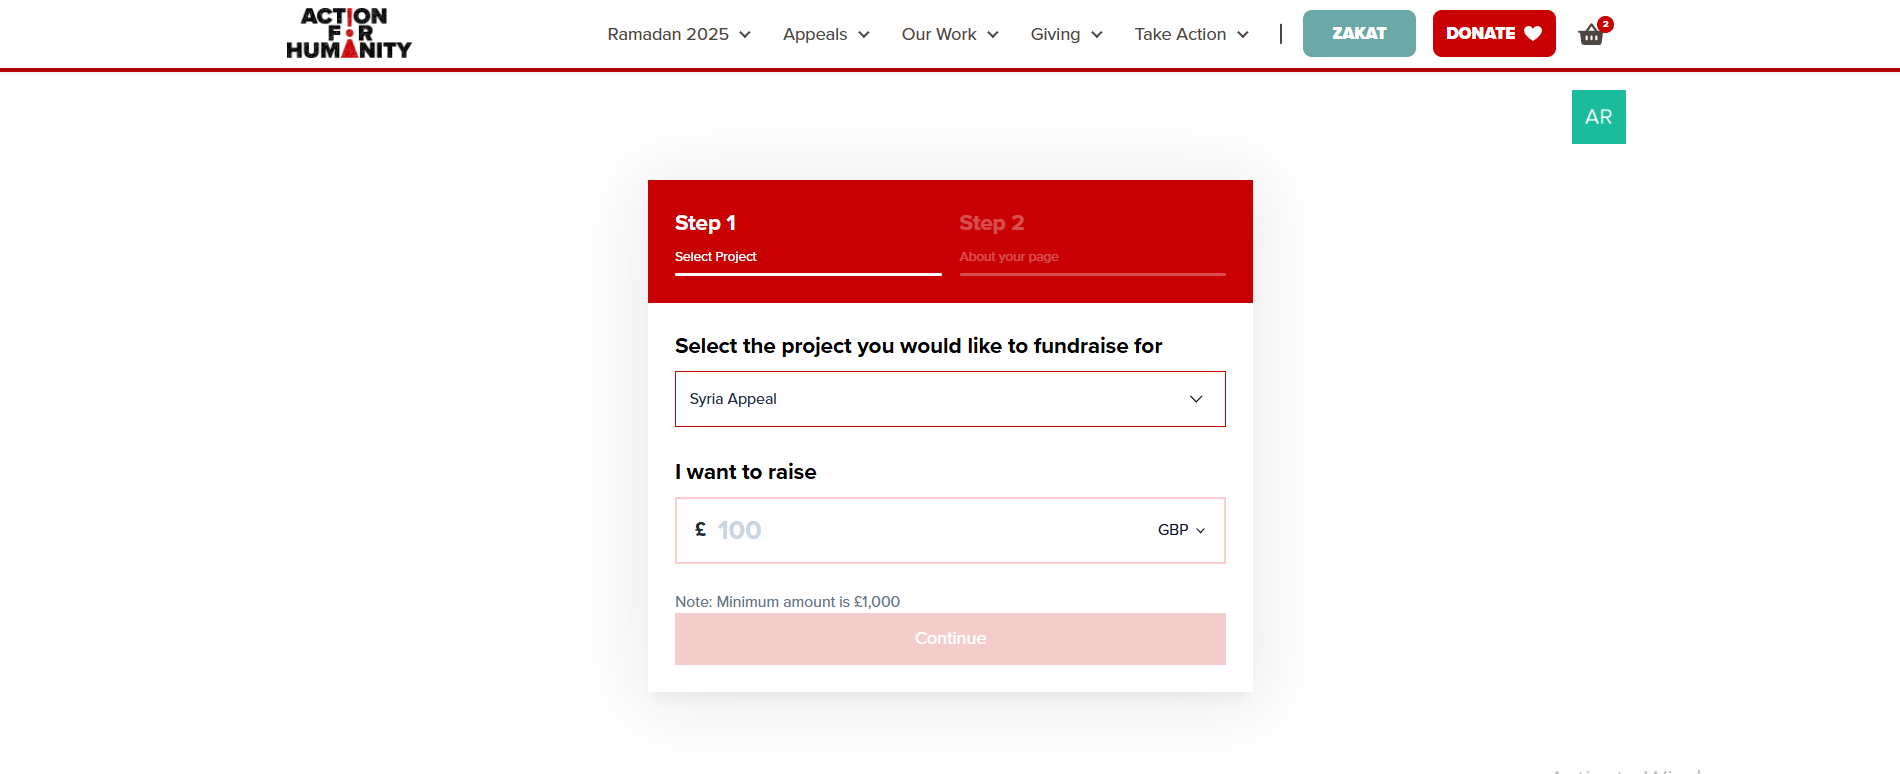 ACTION
FOR
HUMANITY
Ramadan 2025
Appeals
Our Work
Giving
Take Action
ZAKAT
DONATE
2
AR
Step 1
Select Project
Step 2
About your page
Select the project you would like to fundraise for
Syria Appeal
I want to raise
£ 100
GBP
Note: Minimum amount is £1,000
Continue